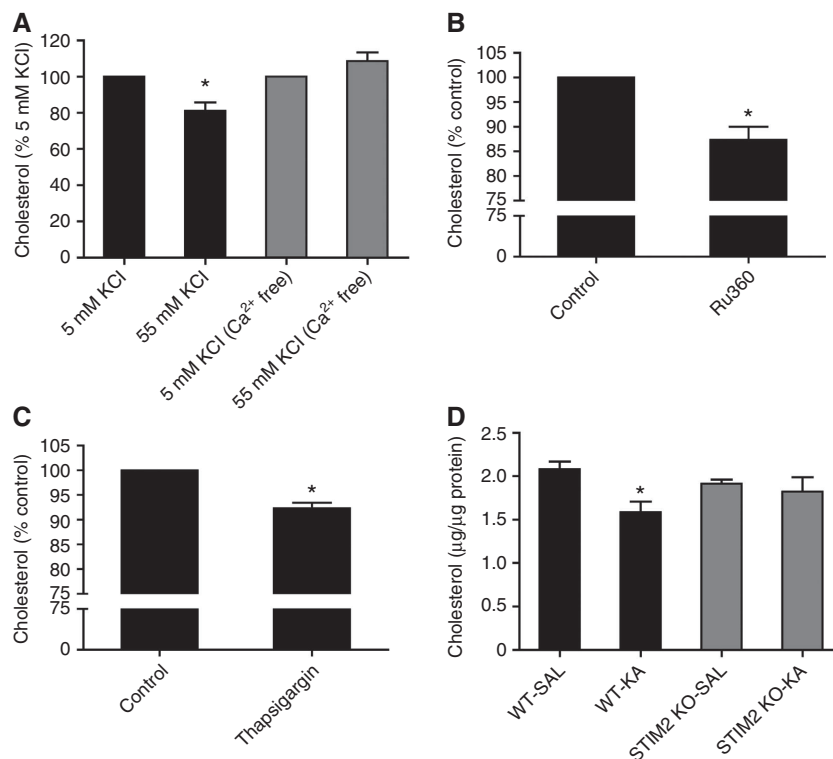 A
Cholesterol (% 5 mM KCl)
120
100
80
60
40
20
0
*
5 mM KCl
55 mM KCl
5 mM KCl (Ca2+ free)
55 mM KCl (Ca2+ free)
B
Cholesterol (% control)
105
100
95
90
85
80
75
75
0
*
Control
Ru360
C
Cholesterol (% control)
105
100
95
90
85
80
75
75
0
*
Control
Thapsigargin
D
Cholesterol (μg/μg protein)
2.5
2.0
1.5
1.0
0.5
0
*
WT-SAL
WT-KA
STIM2 KO-SAL
STIM2 KO-KA